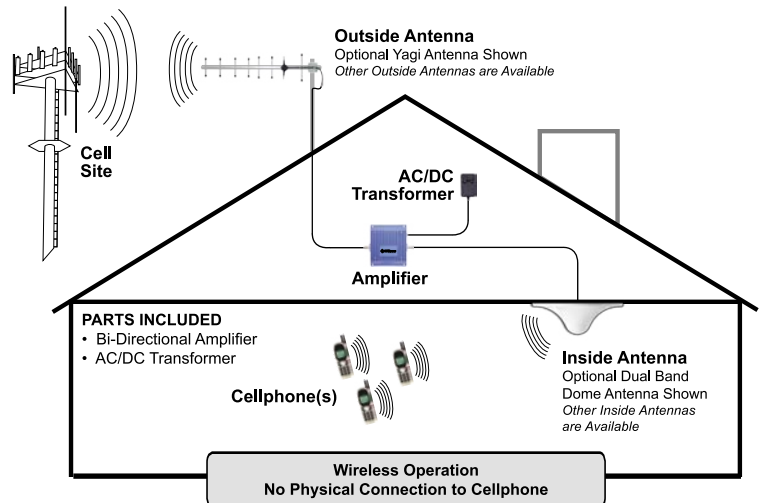 Outside Antenna
Optional Yagi Antenna Shown
Other Outside Antennas are Available
Cell
Site
AC/DC
Transformer
Amplifier
PARTS INCLUDED
• Bi-Directional Amplifier
• AC/DC Transformer
Cellphone(s)
Inside Antenna
Optional Dual Band
Dome Antenna Shown
Other Inside Antennas
are Available
Wireless Operation
No Physical Connection to Cellphone